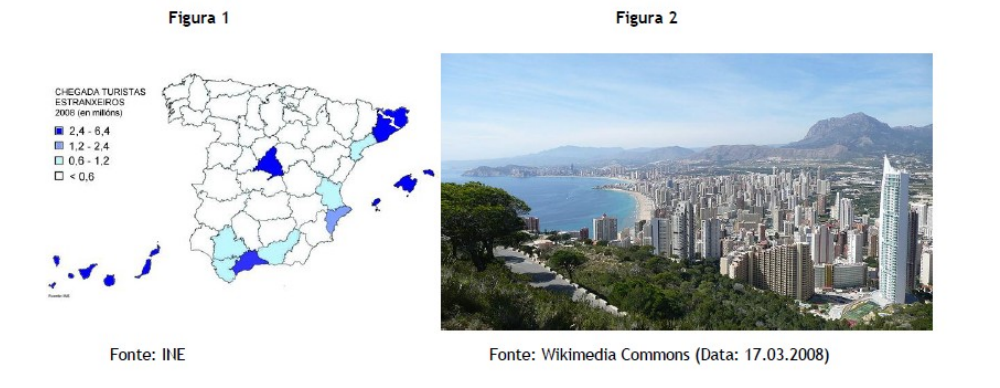 Figura 1
Figura 2
CHEGADA TURISTAS
ESTRANXEIROS
2008 (en millóns)
2,4 - 6,4
1,2 - 2,4
0,6 - 1,2
< 0,6
Fonte: INE
Fonte: Wikimedia Commons (Data: 17.03.2008)